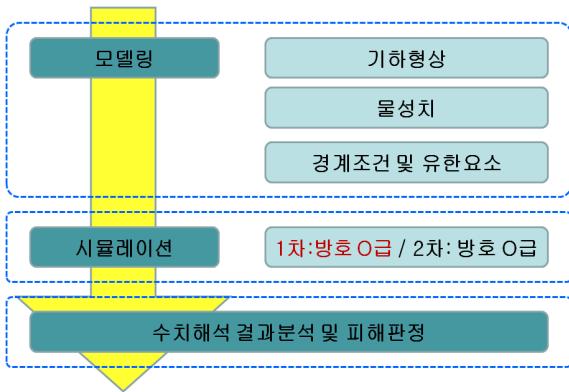 모델링
기하형상
물성치
경계조건 및 유한요소
시뮬레이션
1차:방호 O급 / 2차: 방호 O급
수치해석 결과분석 및 피해판정